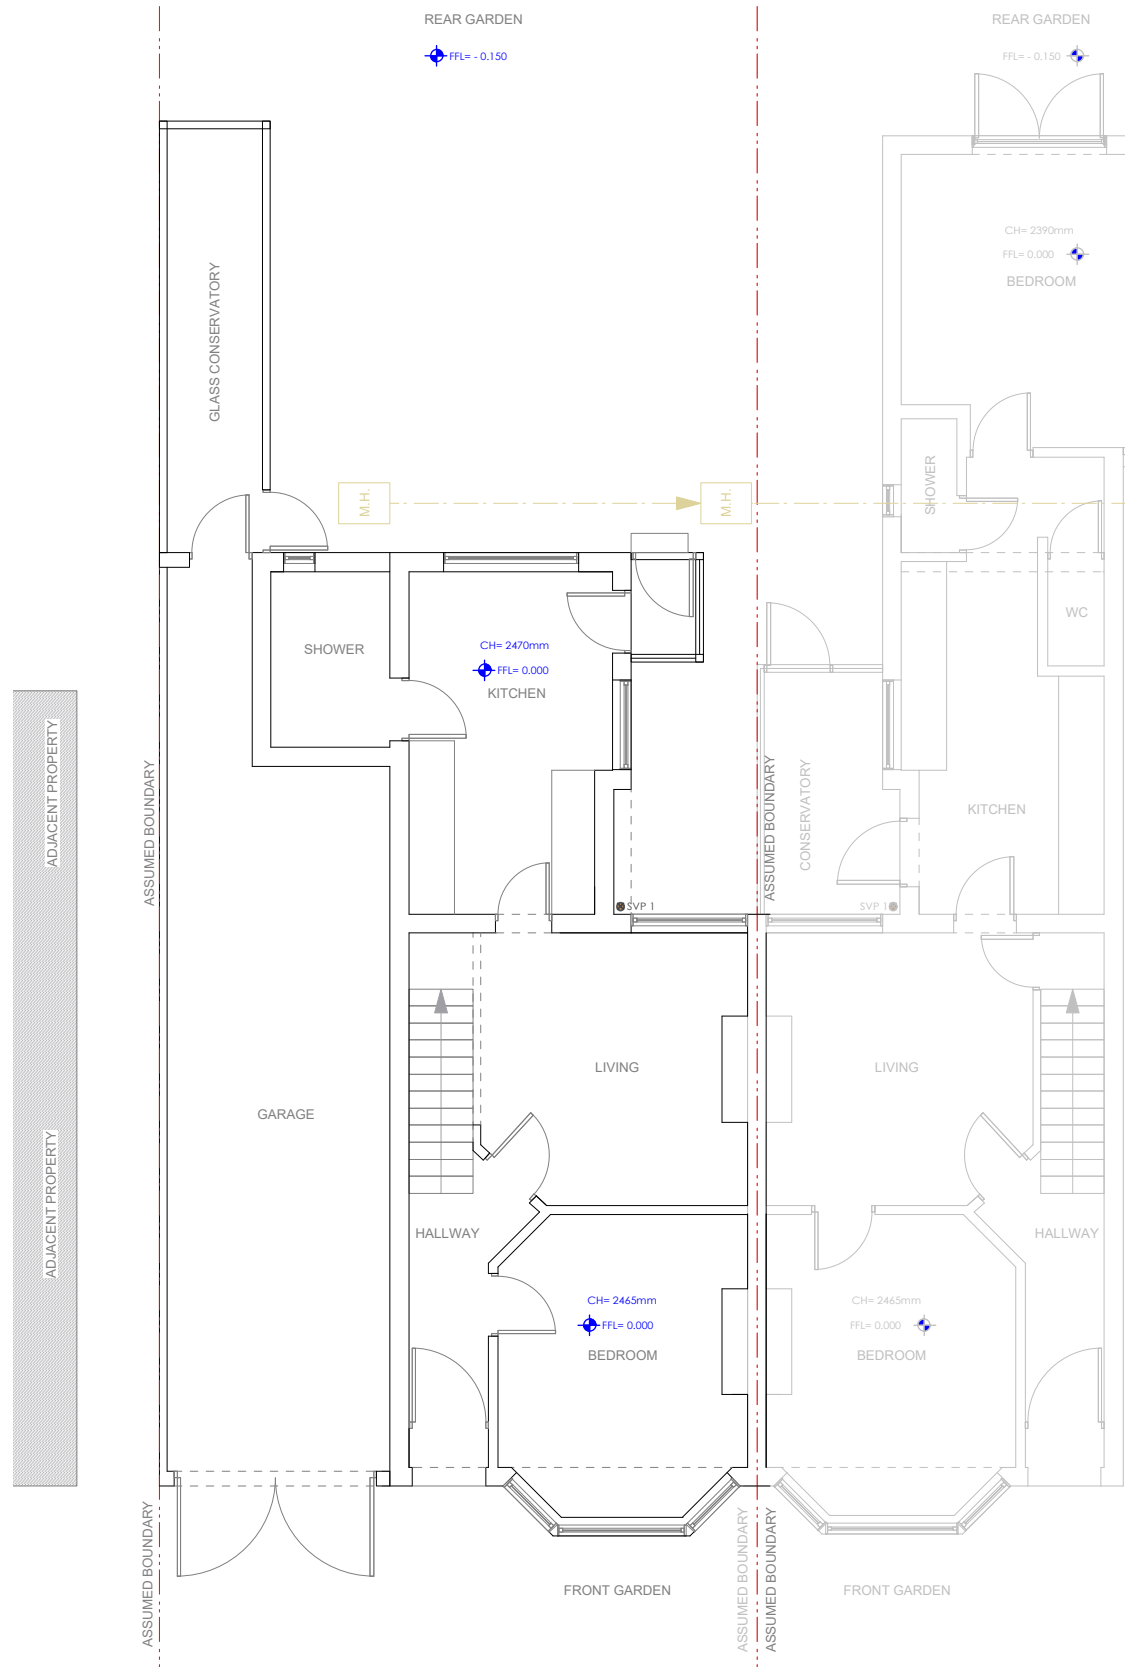 REAR GARDEN
FFL= - 0.150
REAR GARDEN
FFL= - 0.150
CH= 2390mm
FFL= 0.000
BEDROOM
GLASS CONSERVATORY
M.H.
M.H.
SHOWER
WC
SHOWER
CH= 2470mm
FFL= 0.000
KITCHEN
ADJACENT PROPERTY
ASSUMED BOUNDARY
ASSUMED BOUNDARY
CONSERVATORY
KITCHEN
SVP 1
SVP 1
LIVING
LIVING
GARAGE
ADJACENT PROPERTY
HALLWAY
HALLWAY
CH= 2465mm
FFL= 0.000
BEDROOM
CH= 2465mm
FFL= 0.000
BEDROOM
ASSUMED BOUNDARY
ASSUMED BOUNDARY
ASSUMED BOUNDARY
FRONT GARDEN
FRONT GARDEN